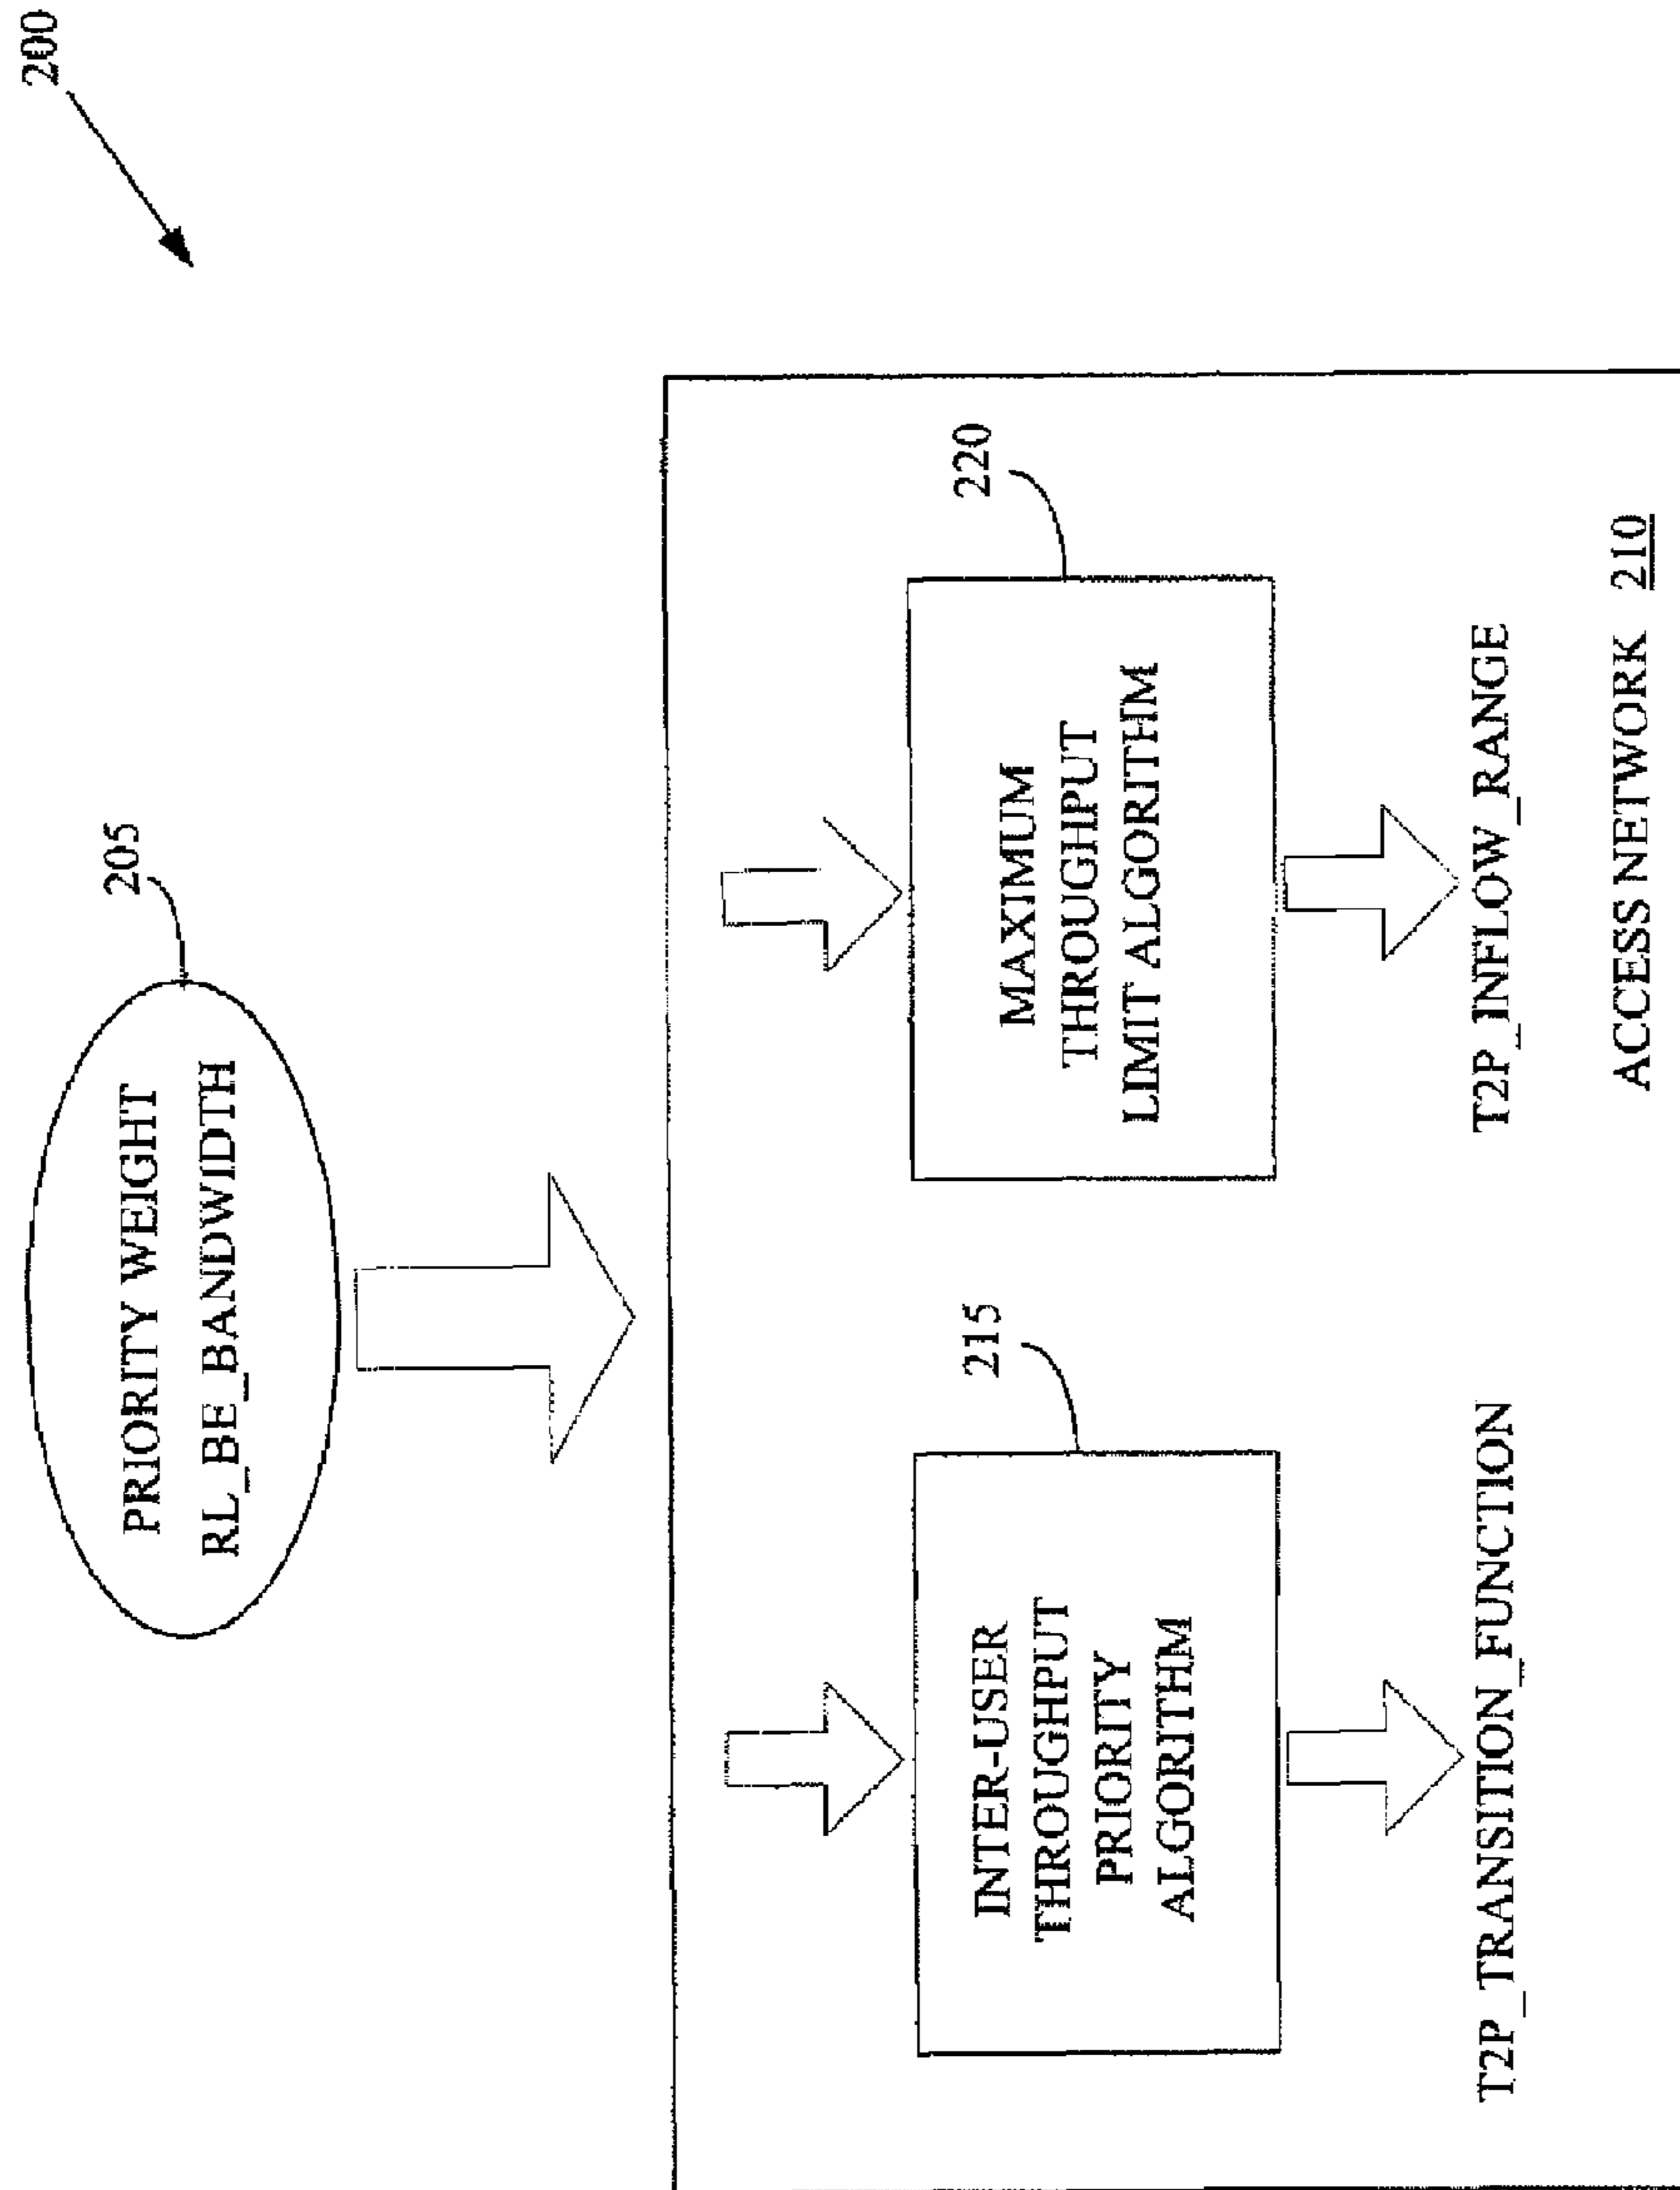 200
205
PRIORITY WEIGHT
RL_BE_BANDWIDTH
215
INTER-USER
THROUGHPUT
PRIORITY
ALGORITHM
220
MAXIMUM
THROUGHPUT
LIMIT ALGORITHM
T2P_TRANSITION_FUNCTION
T2P_INFLOW_RANGE
ACCESS NETWORK 210